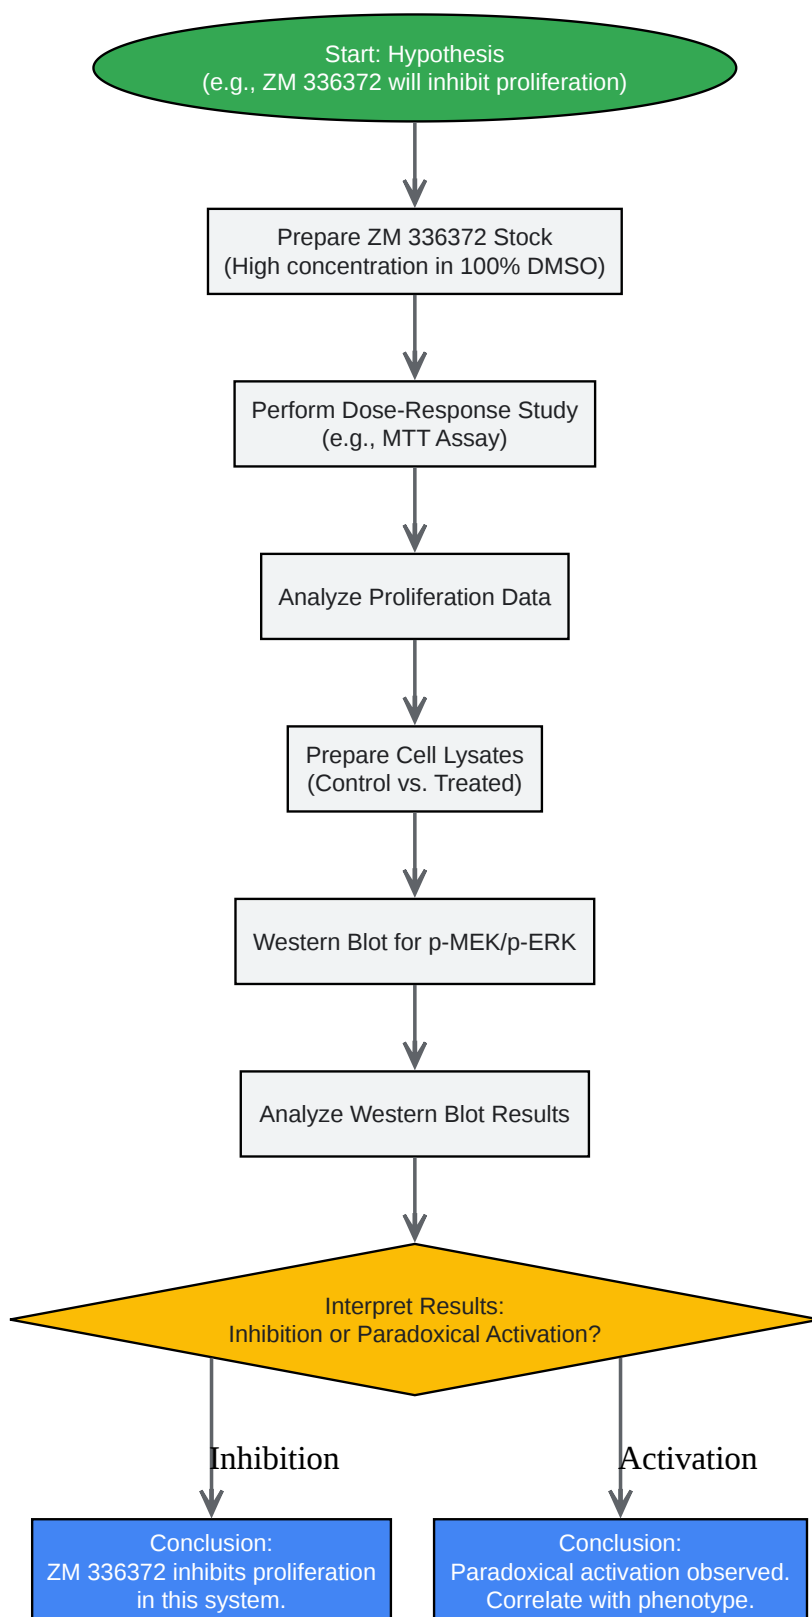 Start: Hypothesis
(e.g., ZM 336372 will inhibit proliferation)
Prepare ZM 336372 Stock
(High concentration in 100% DMSO)
Perform Dose-Response Study
(e.g., MTT Assay)
Analyze Proliferation Data
Prepare Cell Lysates
(Control vs. Treated)
Western Blot for p-MEK/p-ERK
Analyze Western Blot Results
Interpret Results:
Inhibition or Paradoxical Activation?
Inhibition
Activation
Conclusion:
ZM 336372 inhibits proliferation
in this system.
Conclusion:
Paradoxical activation observed.
Correlate with phenotype.